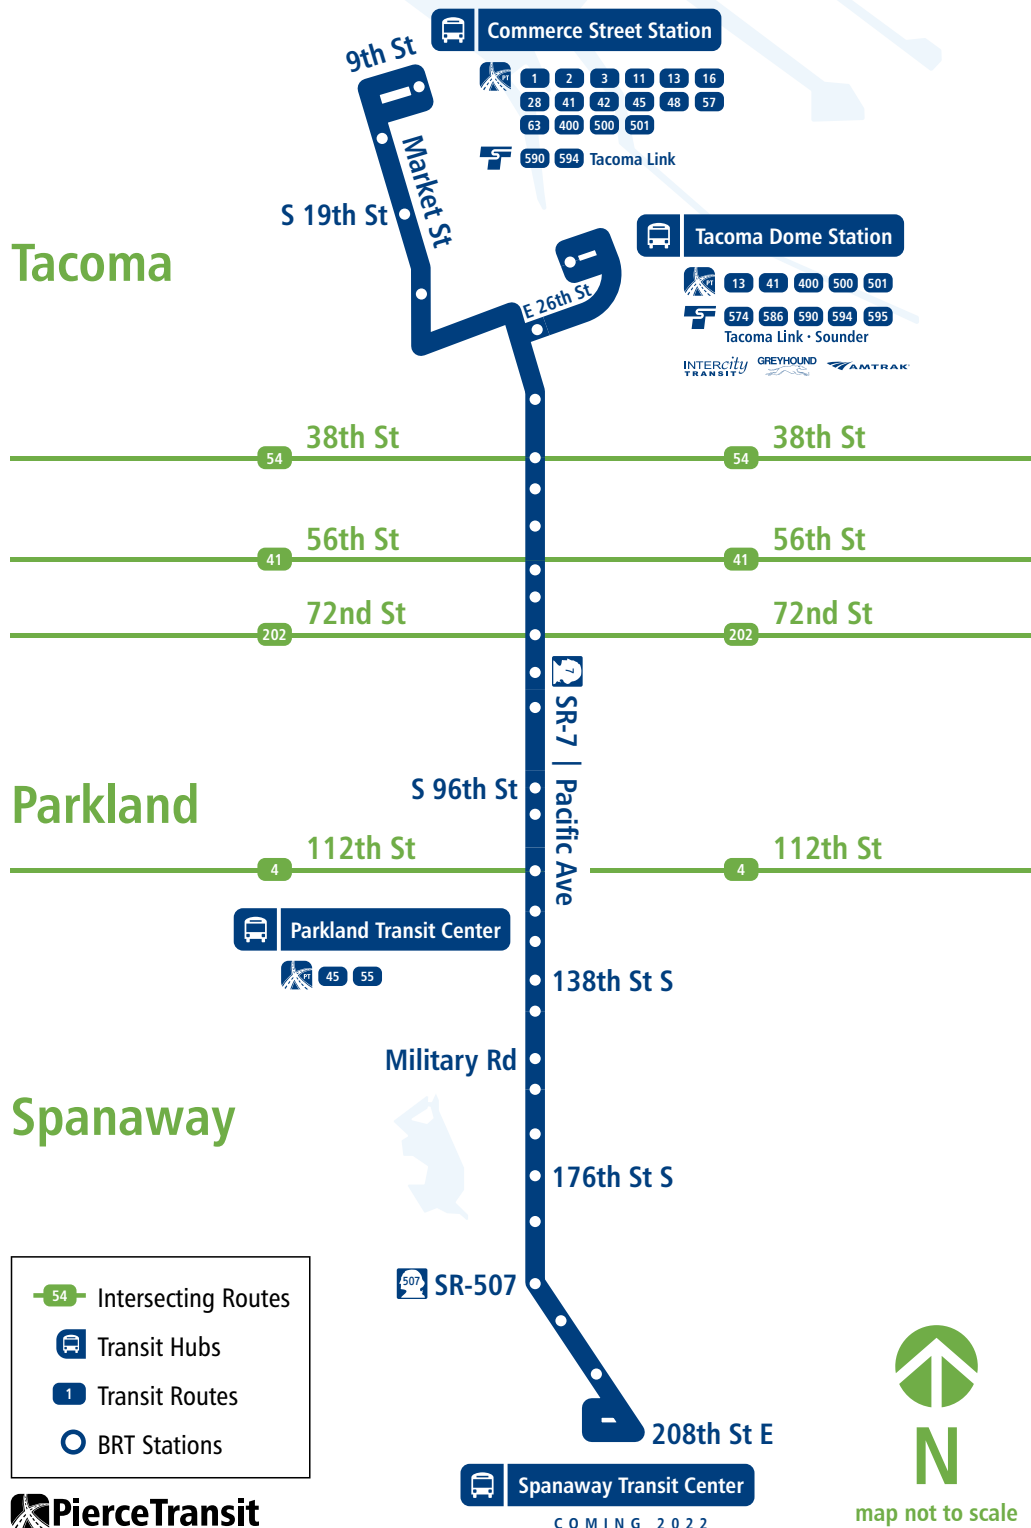 Commerce Street Station
9th St
PT 1 2 3 11 13 16
28 41 42 45 48 57
63 400 500 501
ST 590 594 Tacoma Link
Market St
S 19th St
Tacoma
Tacoma Dome Station
PT 13 41 400 500 501
ST 574 586 590 594 595
Tacoma Link · Sounder
INTERcity TRANSIT GREYHOUND AMTRAK
E 26th St
38th St 38th St
54 54
56th St 56th St
41 41
72nd St 72nd St
202 202
7 SR-7 | Pacific Ave
S 96th St
Parkland
112th St 112th St
4 4
Parkland Transit Center
PT 45 55
138th St S
Military Rd
Spanaway
176th St S
507 SR-507
54 Intersecting Routes
Transit Hubs
1 Transit Routes
BRT Stations
208th St E
Spanaway Transit Center
COMING 2022
N
map not to scale
PierceTransit